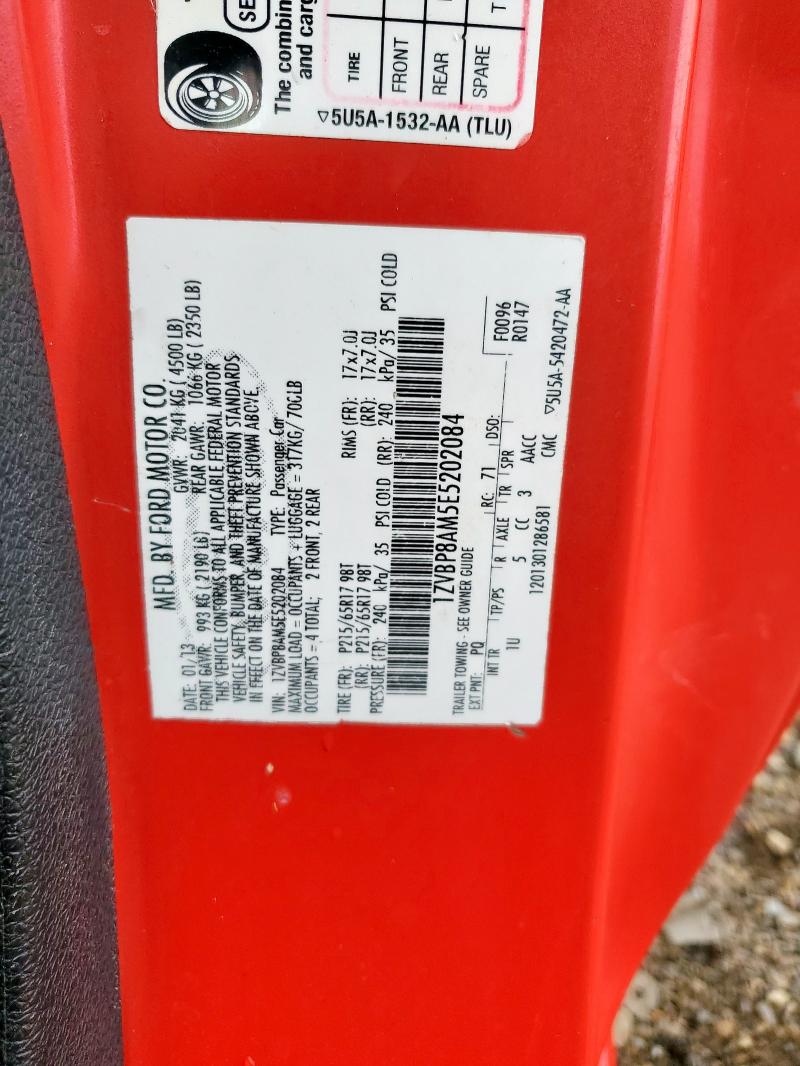 SE
The combin
and carg
TIRE
FRONT
REAR
SPARE
T
▽5U5A-1532-AA (TLU)
MFD. BY FORD MOTOR CO.
DATE: 01/13 GVWR: 2041 KG ( 4500 LB)
FRONT GAWR: 993 KG ( 2190 LB) REAR GAWR: 1066 KG ( 2350 LB)
THIS VEHICLE CONFORMS TO ALL APPLICABLE FEDERAL MOTOR
VEHICLE SAFETY, BUMPER, AND THEFT PREVENTION STANDARDS
IN EFFECT ON THE DATE OF MANUFACTURE SHOWN ABOVE.
VIN: 1ZVBP8AM5E5202084 TYPE: Passenger Car
MAXIMUM LOAD = OCCUPANTS + LUGGAGE = 317KG/ 700LB
OCCUPANTS = 4 TOTAL; 2 FRONT, 2 REAR
TIRE (FR): P215/65R17 98T RIMS (FR): 17x7.0J
(RR): P215/65R17 98T (RR): 17x7.0J
PRESSURE (FR): 240 kPa/ 35 PSI COLD (RR): 240 kPa/ 35 PSI COLD
1ZVBP8AM5E5202084
TRAILER TOWING - SEE OWNER GUIDE
EXT PNT: PQ RC: 71 DSO: F0096
INT TR TP/PS R AXLE TR SPR R0147
1U 5 CC 3 AACC
1201301286581 CMC
▽5U5A-5420472-AA